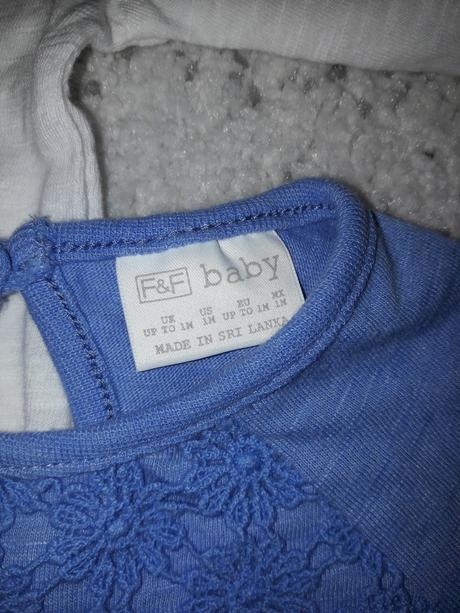 F&F baby
UK US EU MX
UP TO 1M 1M UP TO 1M 1M
MADE IN SRI LANKA